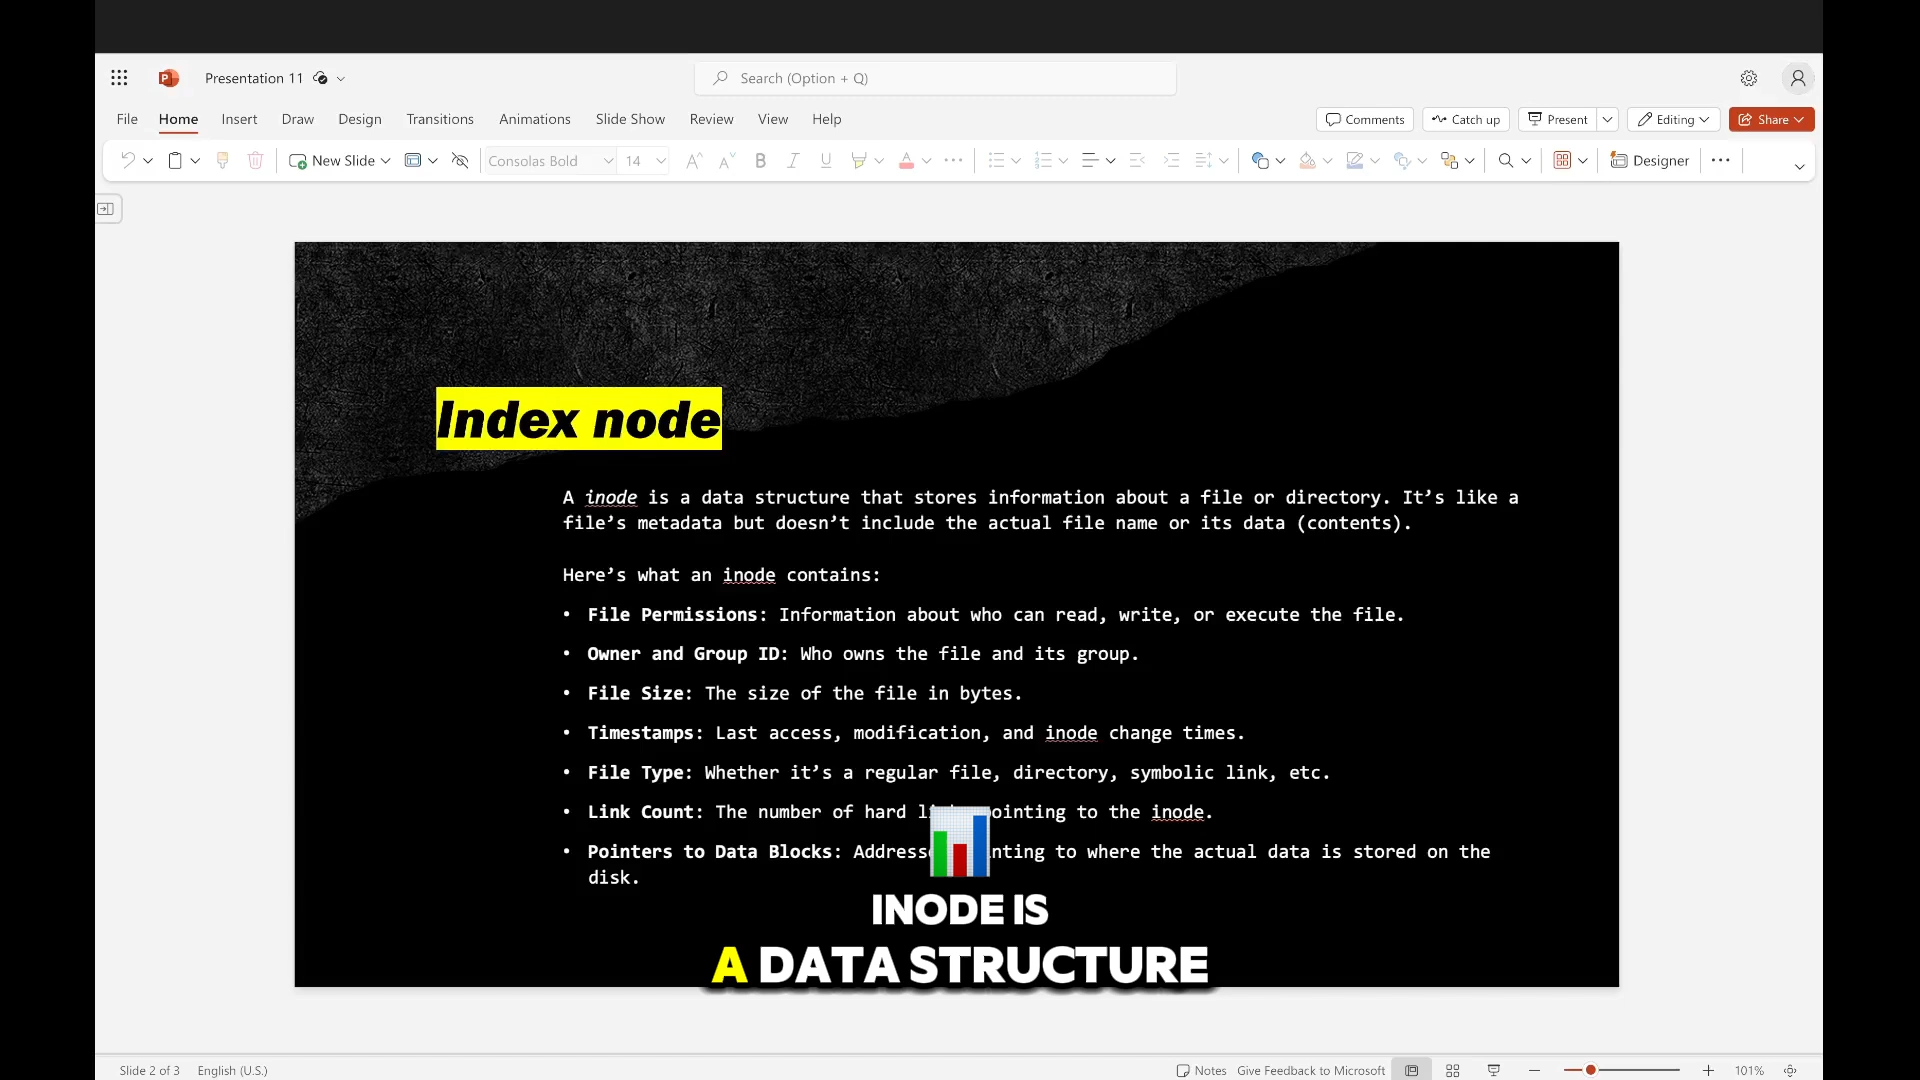 Presentation 11
Search (Option + Q)
File Home Insert Draw Design Transitions Animations Slide Show Review View Help
Comments Catch up Present Editing Share
New Slide Consolas Bold 14 Designer
Index node
A inode is a data structure that stores information about a file or directory. It’s like a
file’s metadata but doesn’t include the actual file name or its data (contents).
Here’s what an inode contains:
• File Permissions: Information about who can read, write, or execute the file.
• Owner and Group ID: Who owns the file and its group.
• File Size: The size of the file in bytes.
• Timestamps: Last access, modification, and inode change times.
• File Type: Whether it’s a regular file, directory, symbolic link, etc.
• Link Count: The number of hard pointing to the inode.
• Pointers to Data Blocks: to where the actual data is stored on the
disk.
INODE IS
A DATA STRUCTURE
Slide 2 of 3 English (U.S.) Notes Give Feedback to Microsoft 101%